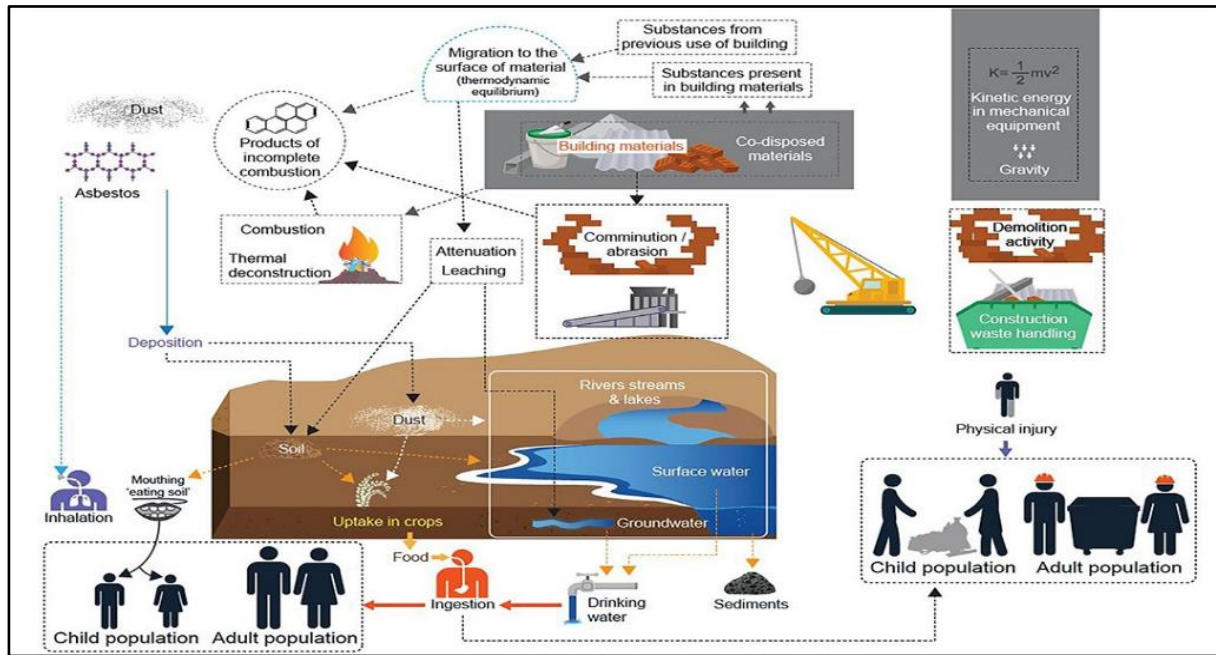 Substances from
previous use of building
Migration to the
surface of material
(thermodynamic
equilibrium)
Substances present
in building materials
K= 1/2 mv²
Kinetic energy
in mechanical
equipment
Gravity
Dust
Asbestos
Products of
incomplete
combustion
Building materials
Co-disposed
materials
Combustion
Thermal
deconstruction
Attenuation
Leaching
Comminution /
abrasion
Demolition
activity
Construction
waste handling
Deposition
Rivers streams
& lakes
Dust
Soil
Surface water
Physical injury
Mouthing
'eating soil'
Inhalation
Uptake in crops
Groundwater
Food
Ingestion
Drinking
water
Sediments
Child population
Adult population
Child population
Adult population